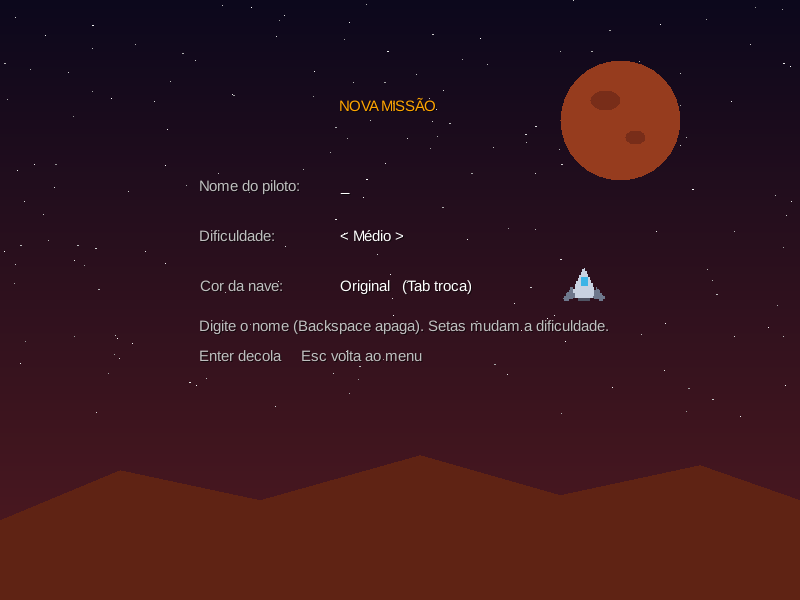 NOVA MISSÃO
Nome do piloto: _
Dificuldade: < Médio >
Cor da nave: Original (Tab troca)
Digite o nome (Backspace apaga). Setas mudam a dificuldade.
Enter decola Esc volta ao menu